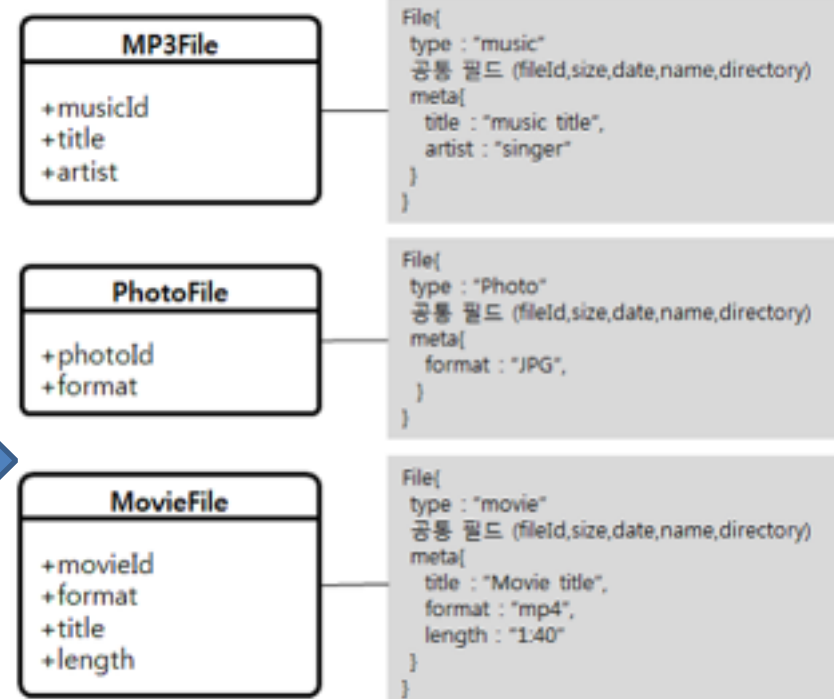 MP3File
+musicId
+title
+artist
File{
type : "music"
공통 필드 (fileId,size,date,name,directory)
meta{
title : "music title",
artist : "singer"
}
}
PhotoFile
+photoId
+format
File{
type : "Photo"
공통 필드 (fileId,size,date,name,directory)
meta{
format : "JPG",
}
}
MovieFile
+movieId
+format
+title
+length
File{
type : "movie"
공통 필드 (fileId,size,date,name,directory)
meta{
title : "Movie title",
format : "mp4",
length : "1:40"
}
}